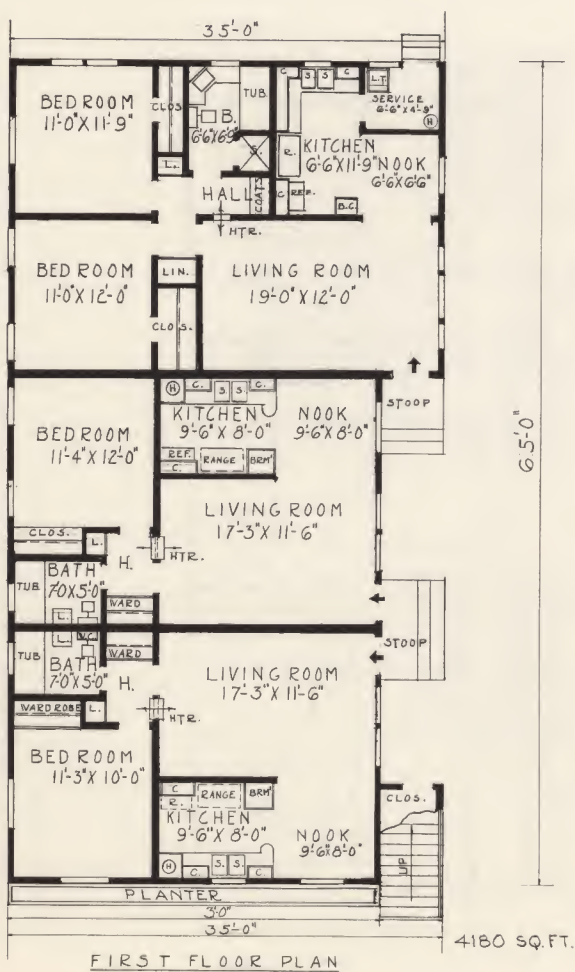 35'-0"
BED ROOM
11'-0"X11'-9"
CLOS.
L.
B.
6'6"X6'9"
TUB.
S.
C
S
S
C
L.T.
SERVICE
6'-6"X4'-9"
H
KITCHEN
6'6"X11'-9"
NOOK
6'6"X6'6"
R.
C
REF.
B.C.
HALL
COATS
HTR.
BED ROOM
11'-0"X12'-0"
LIN.
CLOS.
LIVING ROOM
19'-0"X12'-0"
STOOP
65'-0"
BED ROOM
11'-4"X12'-0"
H
C.
S.
S.
C.
KITCHEN
9'-6"X8'-0"
NOOK
9'-6"X8'-0"
REF.
C.
RANGE
BRM
LIVING ROOM
17'-3"X11'-6"
CLOS.
L.
H.
HTR.
BATH
7'0X5'0"
TUB
L.
WARD
STOOP
L.
W.C.
WARD
TUB
BATH
7'0"X5'0"
H.
LIVING ROOM
17'-3"X11'-6"
WARDROBE
L.
HTR.
BED ROOM
11'-3"X10'-0"
C
R.
RANGE
BRM
KITCHEN
9'-6"X8'-0"
NOOK
9'-6X8'-0"
H
C.
S.
S.
C.
CLOS.
UP
PLANTER
3'0"
35'-0"
4180 SQ.FT.
FIRST FLOOR PLAN